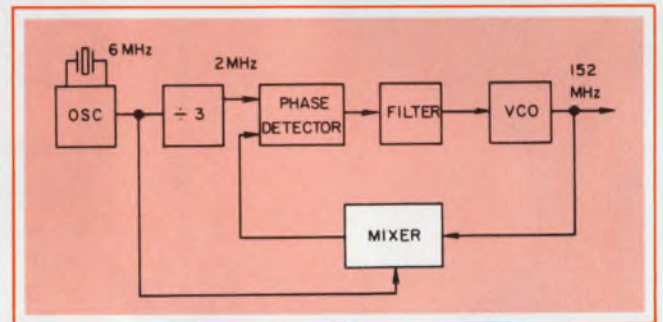 6 MHz
OSC
÷ 3
2 MHz
PHASE
DETECTOR
FILTER
VCO
152
MHz
MIXER